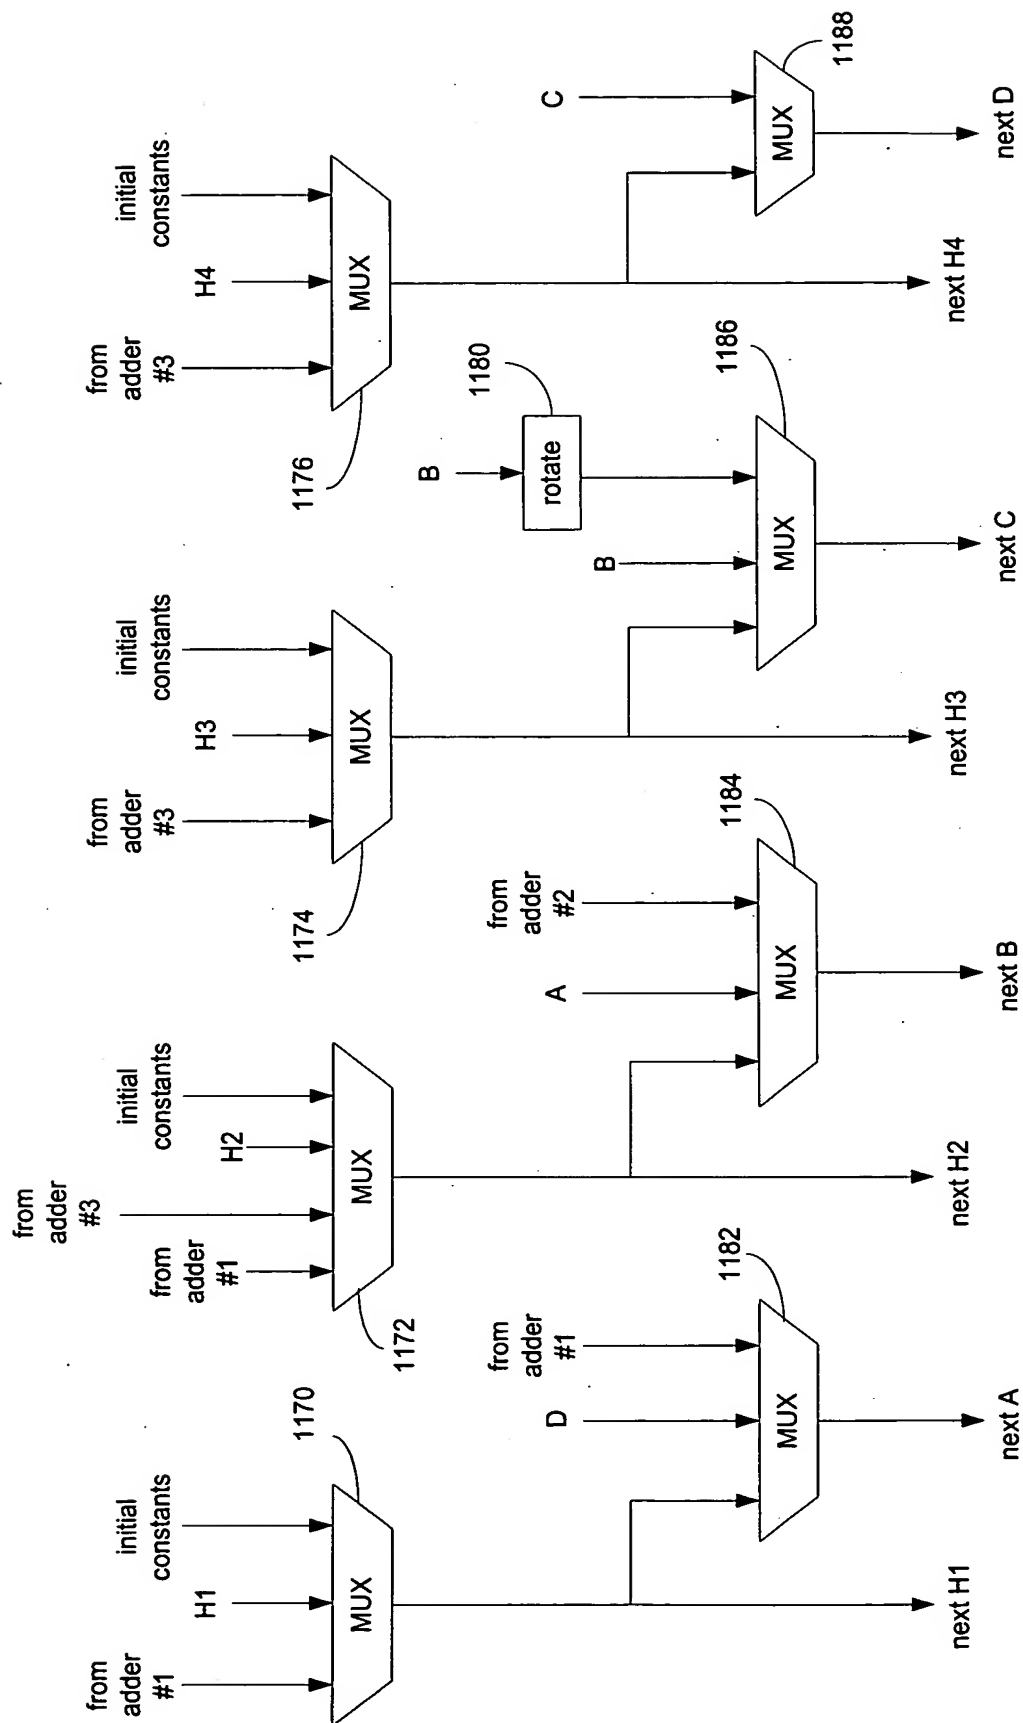 from
adder
#1
H1
initial
constants
MUX
1170
from
adder
#1
from
adder
#3
H2
initial
constants
MUX
1172
from
adder
#3
H3
initial
constants
MUX
1174
from
adder
#3
H4
initial
constants
MUX
1176
D
from
adder
#1
MUX
1182
A
from
adder
#2
MUX
1184
B
B
rotate
1180
MUX
1186
C
MUX
1188
next H1
next A
next H2
next B
next H3
next C
next H4
next D